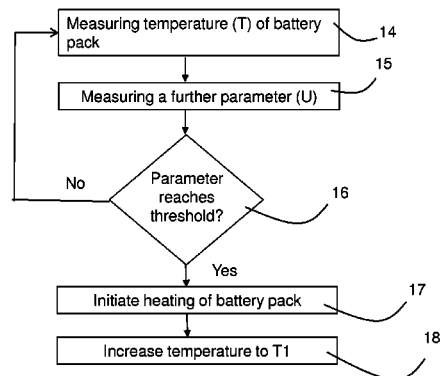 Measuring temperature (T) of battery
pack
14
15
Measuring a further parameter (U)
Parameter
reaches
threshold?
No
16
Yes
17
Initiate heating of battery pack
18
Increase temperature to T1